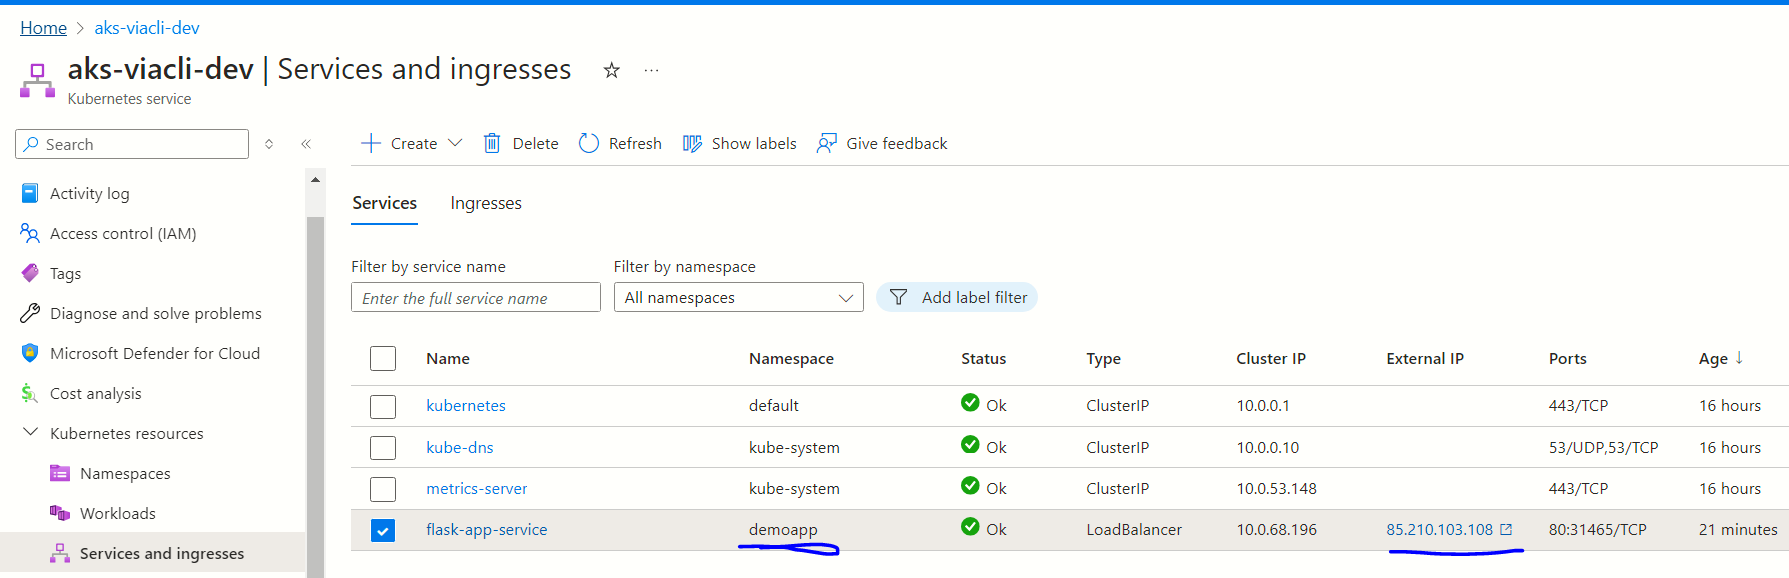 Home > aks-viacli-dev
aks-viacli-dev | Services and ingresses
Kubernetes service
Search
Create
Delete
Refresh
Show labels
Give feedback
Activity log
Access control (IAM)
Tags
Diagnose and solve problems
Microsoft Defender for Cloud
Cost analysis
Kubernetes resources
Namespaces
Workloads
Services and ingresses
Services
Ingresses
Filter by service name
Filter by namespace
Enter the full service name
All namespaces
Add label filter
Name Namespace Status Type Cluster IP External IP Ports Age ↓
kubernetes default Ok ClusterIP 10.0.0.1 443/TCP 16 hours
kube-dns kube-system Ok ClusterIP 10.0.0.10 53/UDP,53/TCP 16 hours
metrics-server kube-system Ok ClusterIP 10.0.53.148 443/TCP 16 hours
flask-app-service demoapp Ok LoadBalancer 10.0.68.196 85.210.103.108 80:31465/TCP 21 minutes